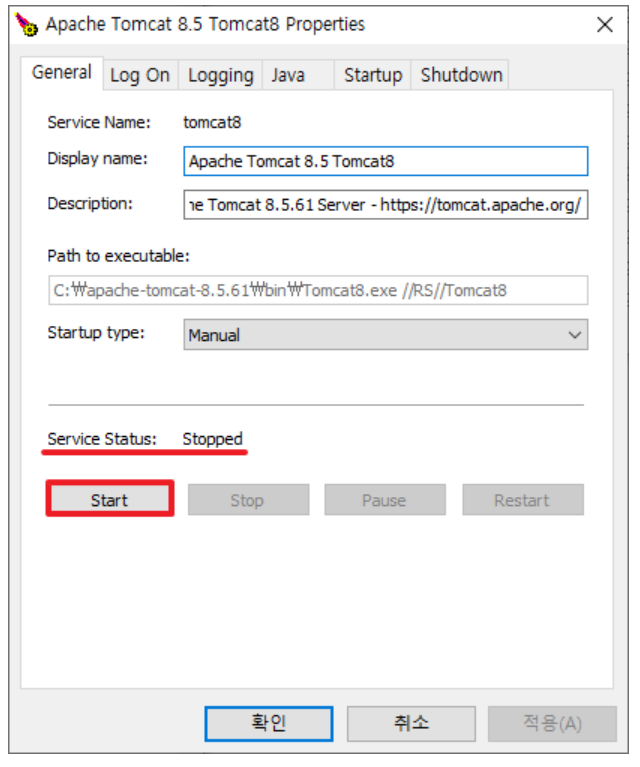 Apache Tomcat 8.5 Tomcat8 Properties
General Log On Logging Java Startup Shutdown
Service Name: tomcat8
Display name: Apache Tomcat 8.5 Tomcat8
Description: he Tomcat 8.5.61 Server - https://tomcat.apache.org/
Path to executable:
C:₩apache-tomcat-8.5.61₩bin₩Tomcat8.exe //RS//Tomcat8
Startup type: Manual
Service Status: Stopped
Start Stop Pause Restart
확인 취소 적용(A)